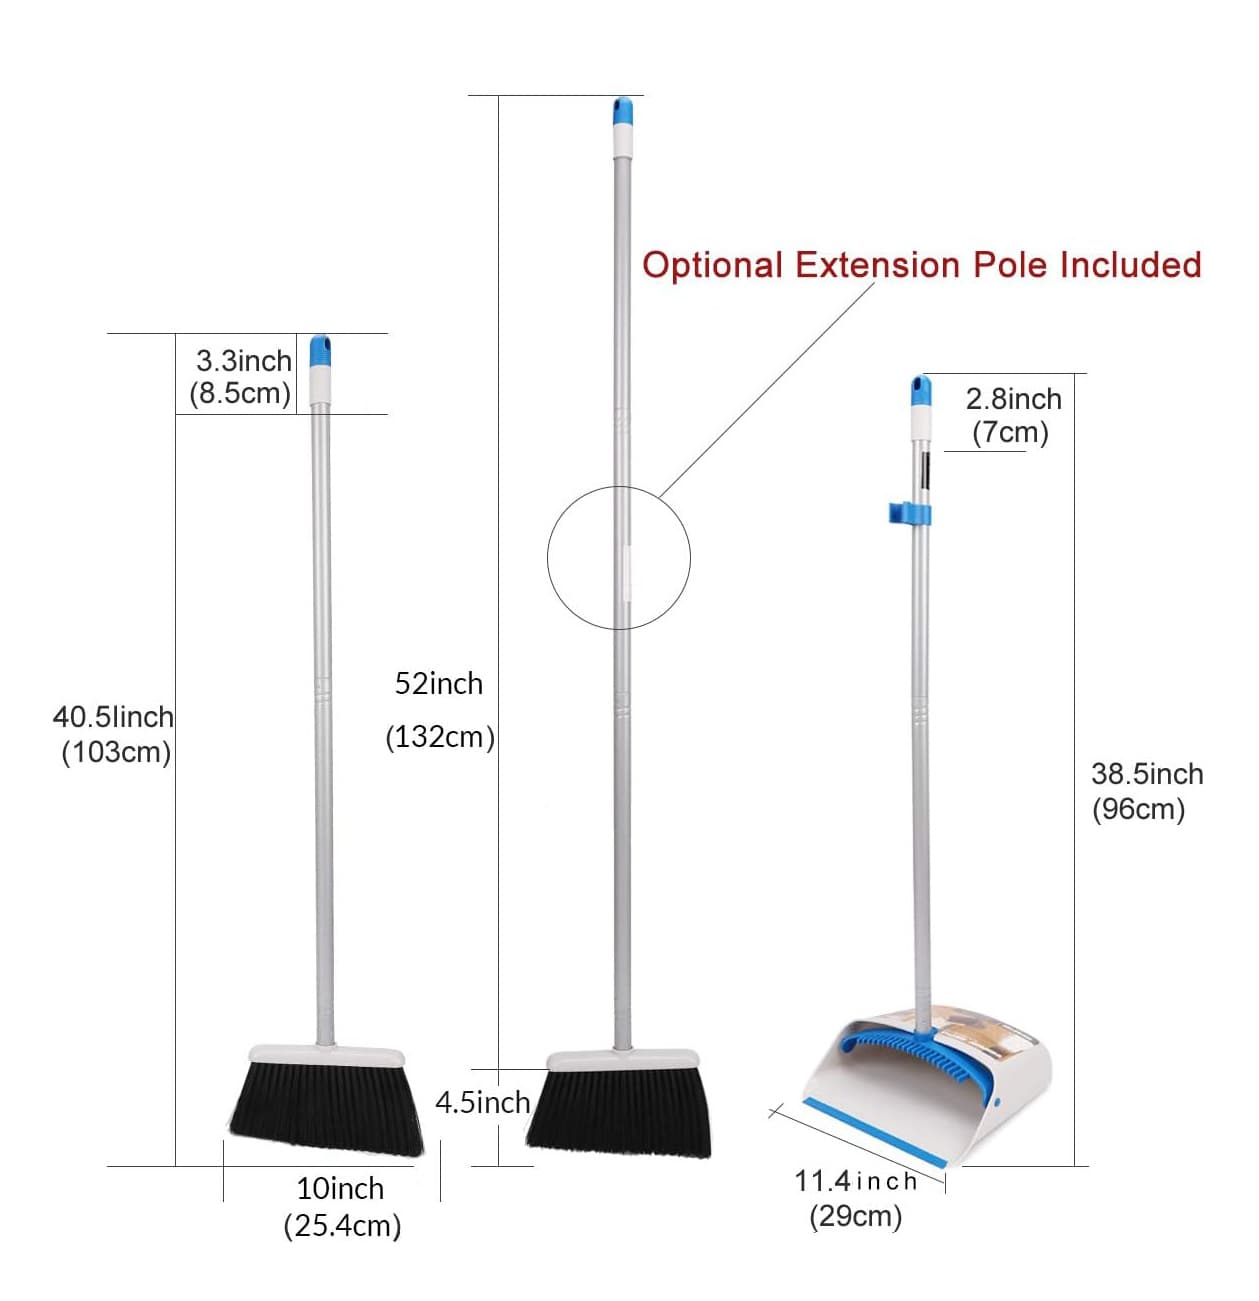 Optional Extension Pole Included
3.3inch
(8.5cm)
2.8inch
(7cm)
52inch
(132cm)
40.5linch
(103cm)
38.5inch
(96cm)
4.5inch
10inch
(25.4cm)
11.4inch
(29cm)